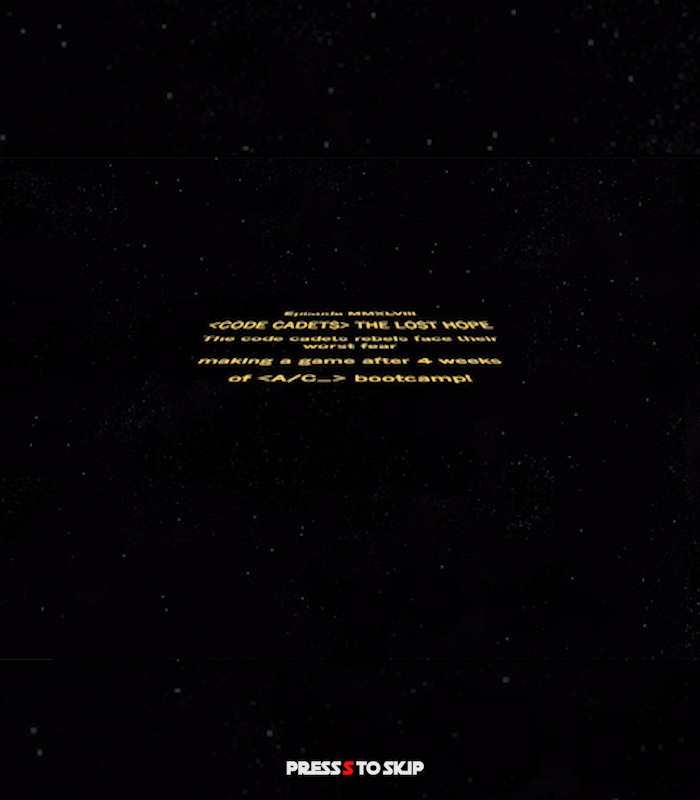 Episode MMXLVIII
<CODE CADETS> THE LOST HOPE
The code cadets rebels face their
worst fear
making a game after 4 weeks
of <A/C_> bootcamp!
PRESS S TO SKIP